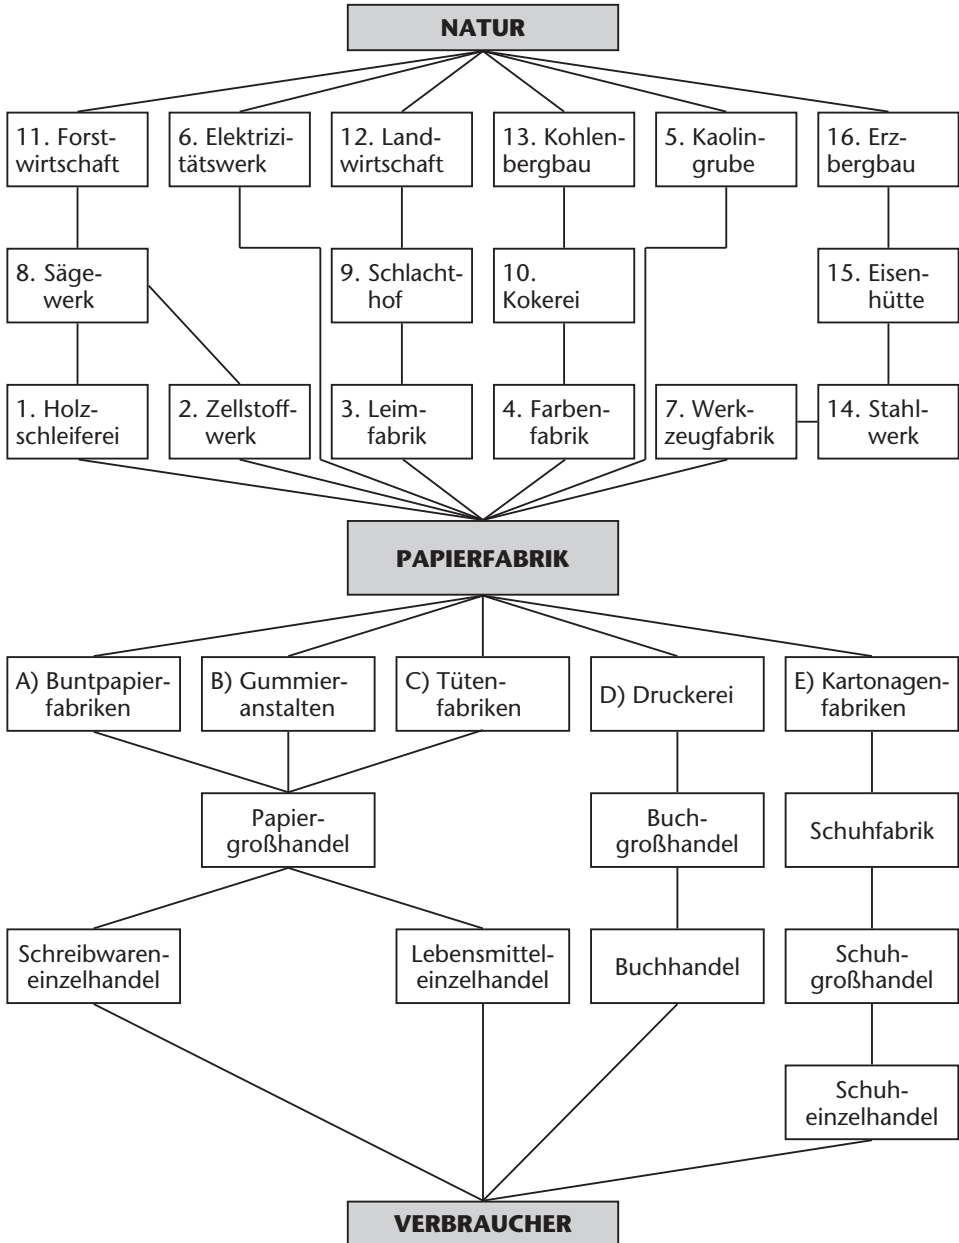 NATUR
11. Forst-
wirtschaft
6. Elektrizi-
tätswerk
12. Land-
wirtschaft
13. Kohlen-
bergbau
5. Kaolin-
grube
16. Erz-
bergbau
8. Säge-
werk
9. Schlacht-
hof
10.
Kokerei
15. Eisen-
hütte
1. Holz-
schleiferei
2. Zellstoff-
werk
3. Leim-
fabrik
4. Farben-
fabrik
7. Werk-
zeugfabrik
14. Stahl-
werk
PAPIERFABRIK
A) Buntpapier-
fabriken
B) Gummier-
anstalten
C) Tüten-
fabriken
D) Druckerei
E) Kartonagen-
fabriken
Papier-
großhandel
Buch-
großhandel
Schuhfabrik
Schreibwaren-
einzelhandel
Lebensmittel-
einzelhandel
Buchhandel
Schuh-
großhandel
Schuh-
einzelhandel
VERBRAUCHER